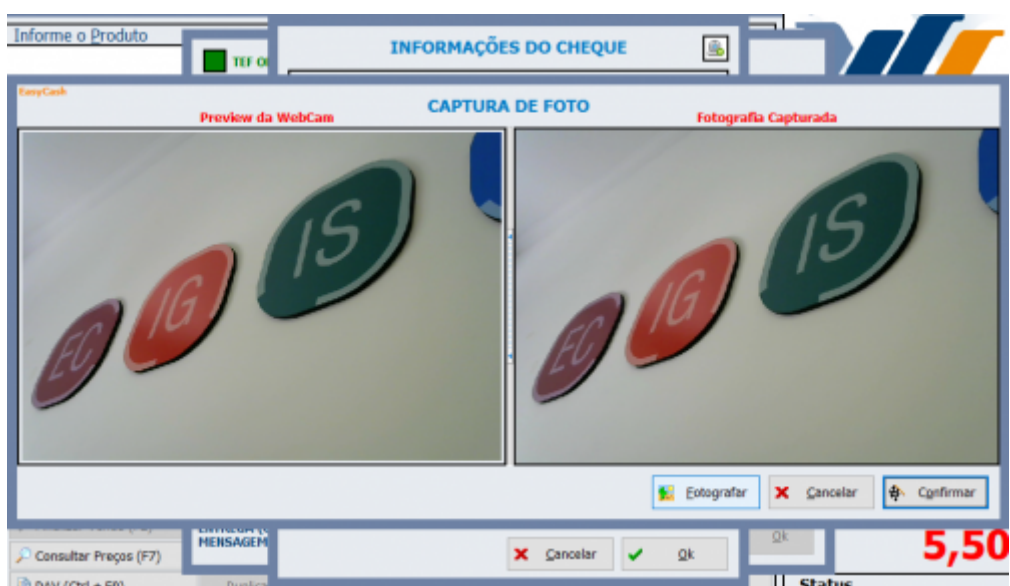 Informe o Produto
TEF
INFORMAÇÕES DO CHEQUE
EasyCash
CAPTURA DE FOTO
Preview da WebCam
Fotografia Capturada
EC
IG
IS
EC
IG
IS
Fotografar
Cancelar
Confirmar
MENSAGEM
Consultar Preços (F7)
Cancelar
Ok
Ok
5,50
Status